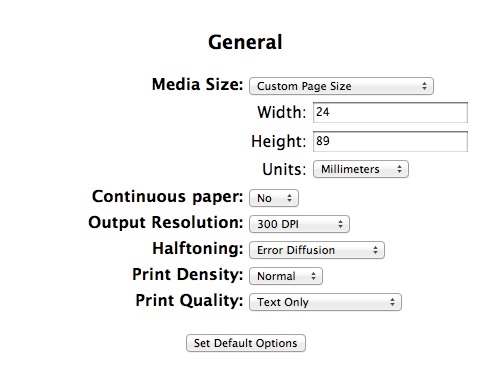 General
Media Size: Custom Page Size
Width: 24
Height: 89
Units: Millimeters
Continuous paper: No
Output Resolution: 300 DPI
Halftoning: Error Diffusion
Print Density: Normal
Print Quality: Text Only
Set Default Options